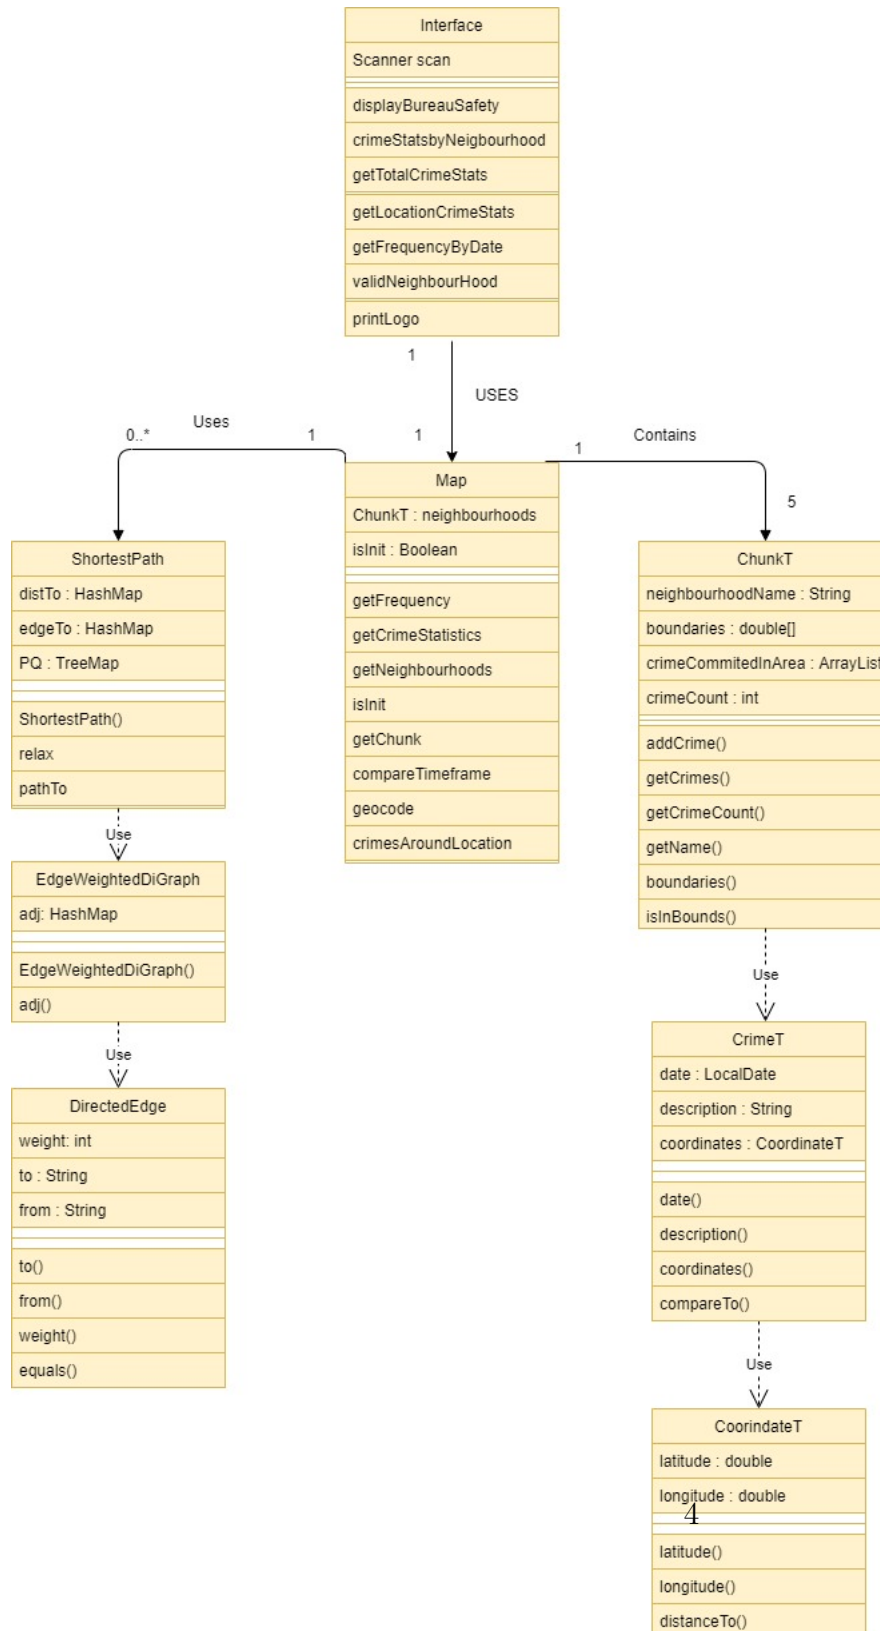 Interface
Scanner scan
displayBureauSafety
crimeStatsbyNeigbourhood
getTotalCrimeStats
getLocationCrimeStats
getFrequencyByDate
validNeighbourHood
printLogo
1
USES
1
Uses
0..*
1
Contains
1
5
Map
ChunkT : neighbourhoods
isInit : Boolean
getFrequency
getCrimeStatistics
getNeighbourhoods
isInit
getChunk
compareTimeframe
geocode
crimesAroundLocation
ShortestPath
distTo : HashMap
edgeTo : HashMap
PQ : TreeMap
ShortestPath()
relax
pathTo
Use
EdgeWeightedDiGraph
adj: HashMap
EdgeWeightedDiGraph()
adj()
Use
DirectedEdge
weight: int
to : String
from : String
to()
from()
weight()
equals()
ChunkT
neighbourhoodName : String
boundaries : double[]
crimeCommitedInArea : ArrayList
crimeCount : int
addCrime()
getCrimes()
getCrimeCount()
getName()
boundaries()
isInBounds()
Use
CrimeT
date : LocalDate
description : String
coordinates : CoordinateT
date()
description()
coordinates()
compareTo()
Use
CoorindateT
latitude : double
longitude : double
4
latitude()
longitude()
distanceTo()